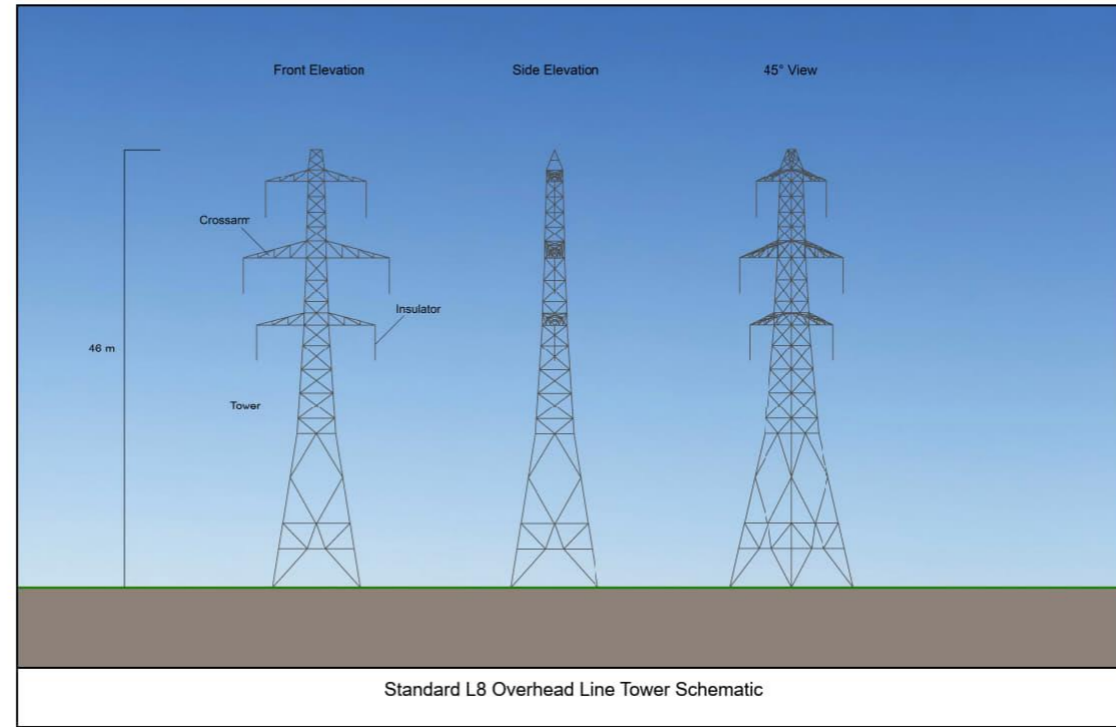 Front Elevation
Side Elevation
45° View
Crossarm
Insulator
46 m
Tower
Standard L8 Overhead Line Tower Schematic